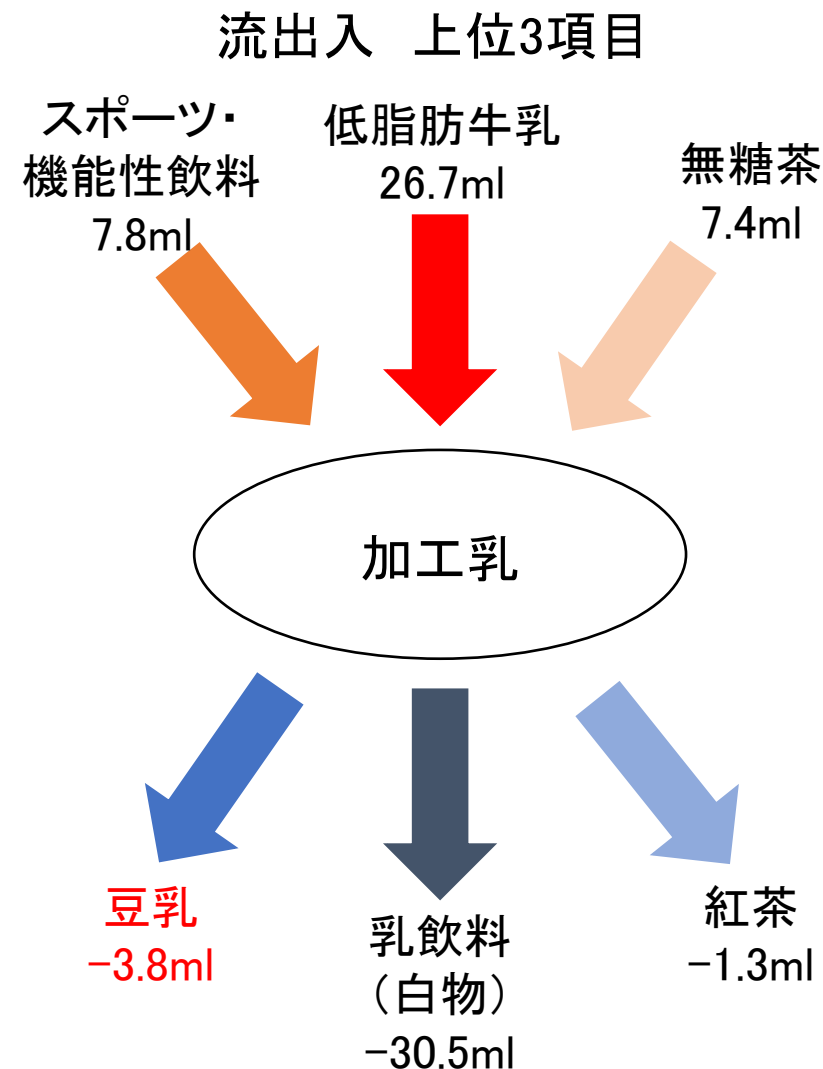 流出入　上位3項目
スポーツ・
機能性飲料
7.8ml
低脂肪牛乳
26.7ml
無糖茶
7.4ml
加工乳
豆乳
−3.8ml
乳飲料
（白物）
−30.5ml
紅茶
−1.3ml